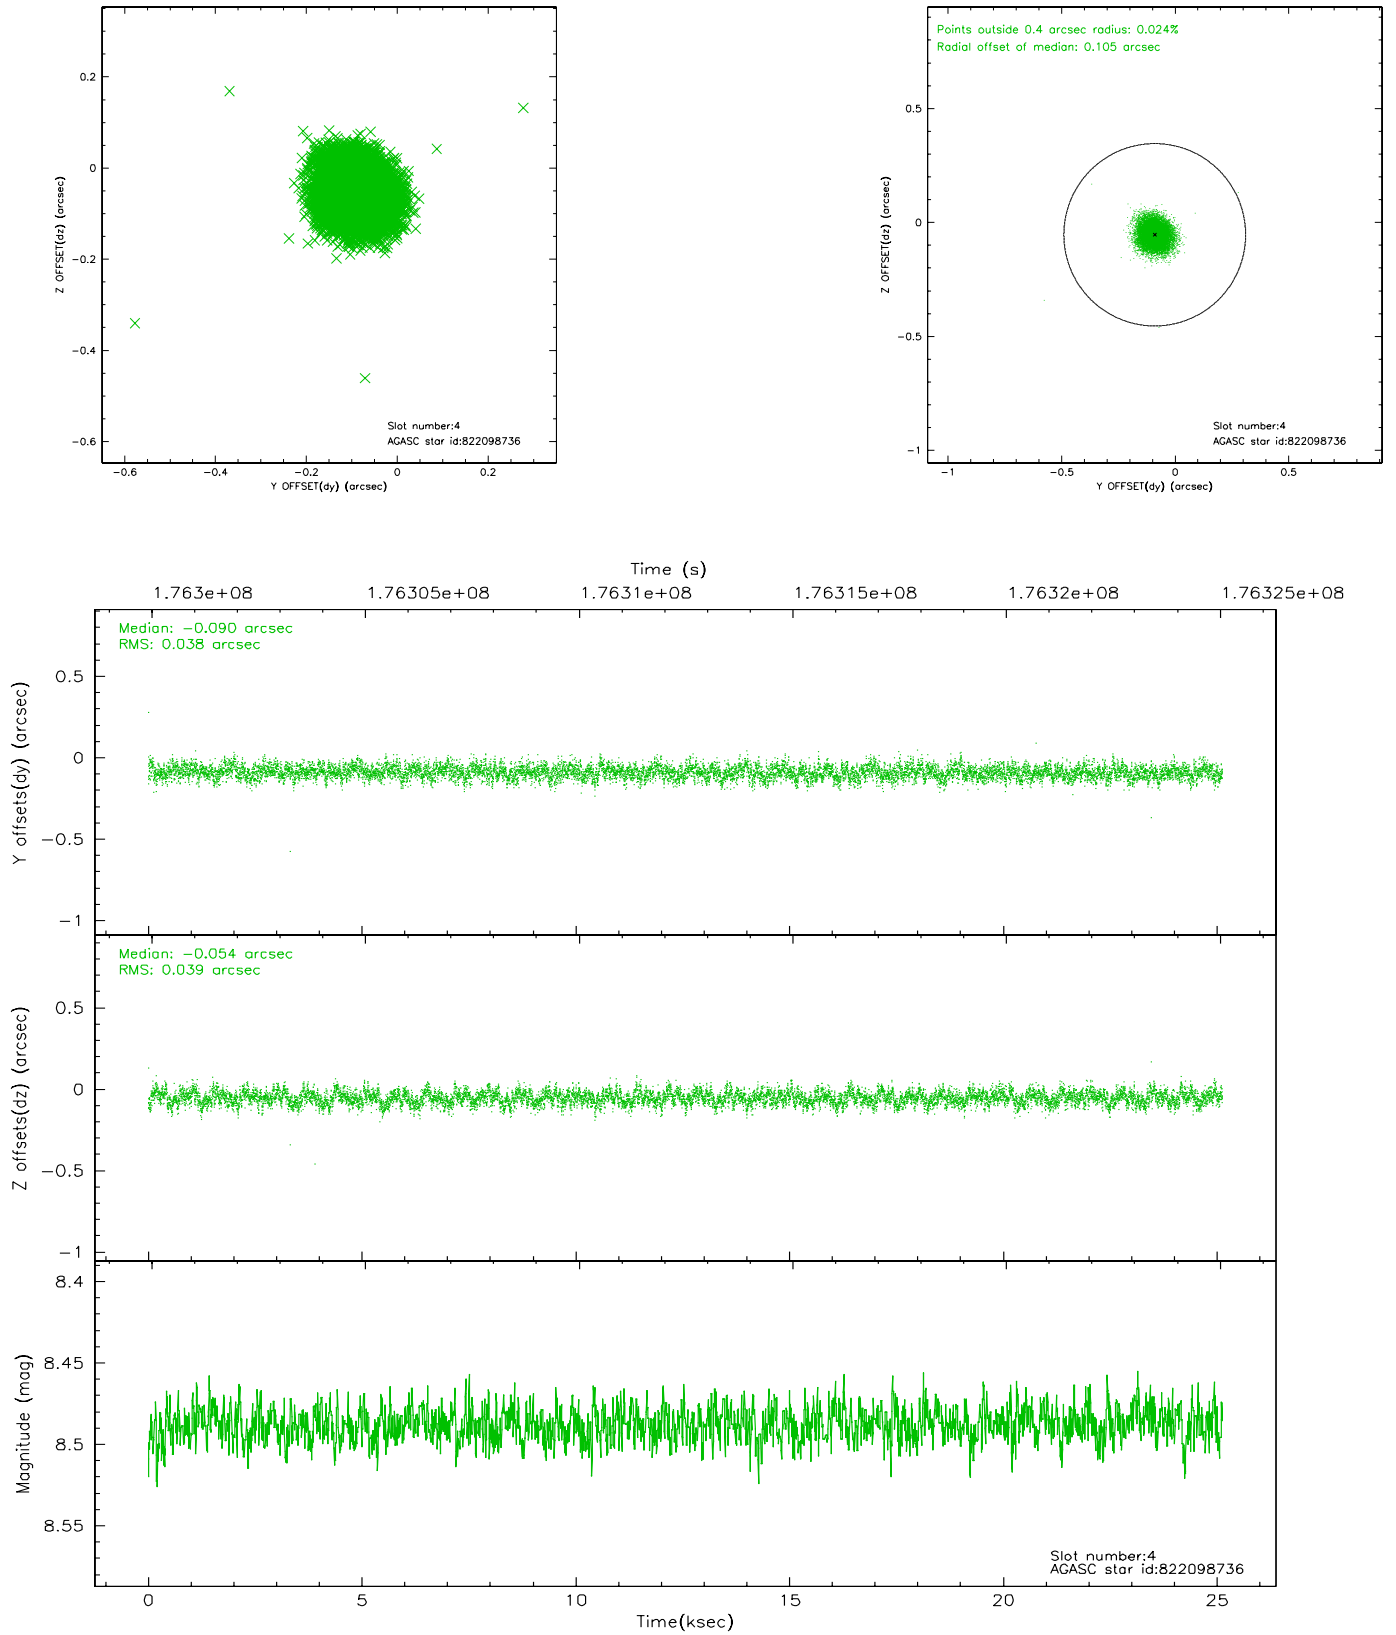 0.2
0
−0.2
−0.4
−0.6
Z OFFSET(dz) (arcsec)
Slot number:4
AGASC star id:822098736
−0.6 −0.4 −0.2 0 0.2
Y OFFSET(dy) (arcsec)
Points outside 0.4 arcsec radius: 0.024%
Radial offset of median: 0.105 arcsec
0.5
0
−0.5
−1
Z OFFSET(dz) (arcsec)
Slot number:4
AGASC star id:822098736
−1 −0.5 0 0.5
Y OFFSET(dy) (arcsec)
Time (s)
1.763e+08 1.76305e+08 1.7631e+08 1.76315e+08 1.7632e+08 1.76325e+08
Median: −0.090 arcsec
RMS: 0.038 arcsec
0.5
0
−0.5
−1
Y offsets(dy) (arcsec)
Median: −0.054 arcsec
RMS: 0.039 arcsec
0.5
0
−0.5
−1
Z offsets(dz) (arcsec)
8.4
8.45
8.5
8.55
Magnitude (mag)
Slot number:4
AGASC star id:822098736
0 5 10 15 20 25
Time(ksec)